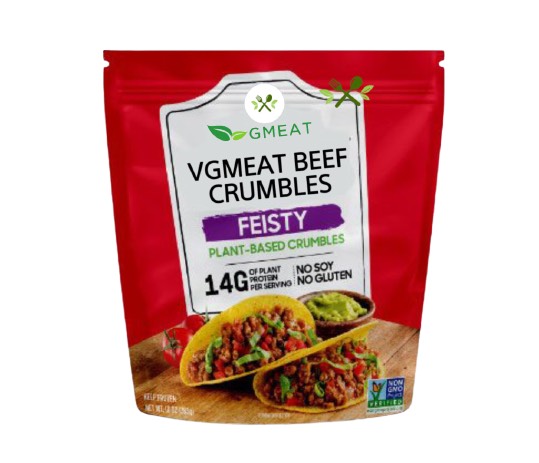 GMEAT
VGMEAT BEEF
CRUMBLES
FEISTY
PLANT-BASED CRUMBLES
14G
OF PLANT
PROTEIN
PER SERVING
NO SOY
NO GLUTEN
KEEP FROZEN
NON
GMO
VERIFIED